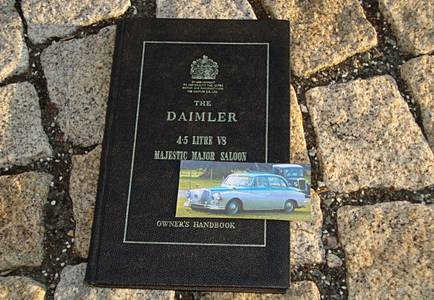 THE
DAIMLER
4·5 LITRE V8
MAJESTIC MAJOR SALOON
OWNER'S HANDBOOK